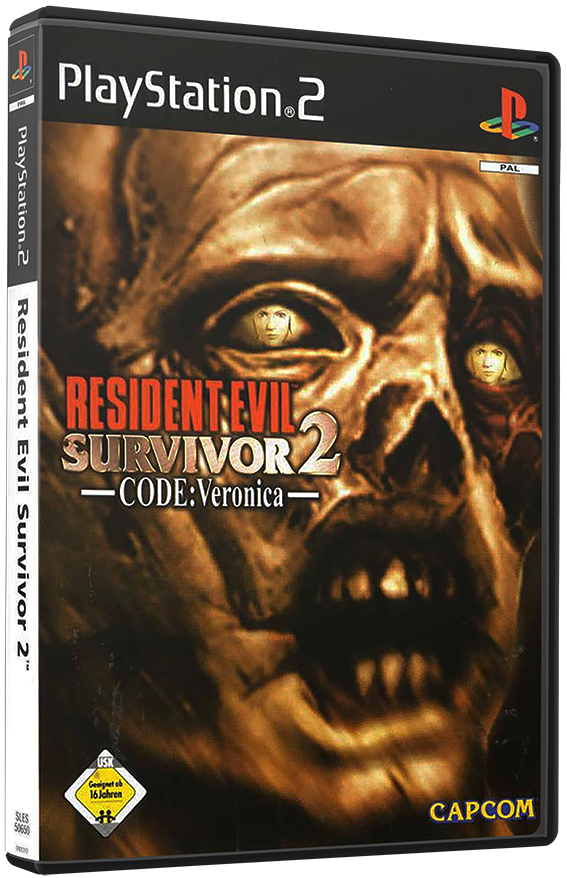 PAL
PlayStation®2
Resident Evil Survivor 2™
SLES
50650
PlayStation®2
PAL
RESIDENT EVIL™
SURVIVOR 2
CODE:Veronica
USK
Geeignet ab
16 Jahren
CAPCOM